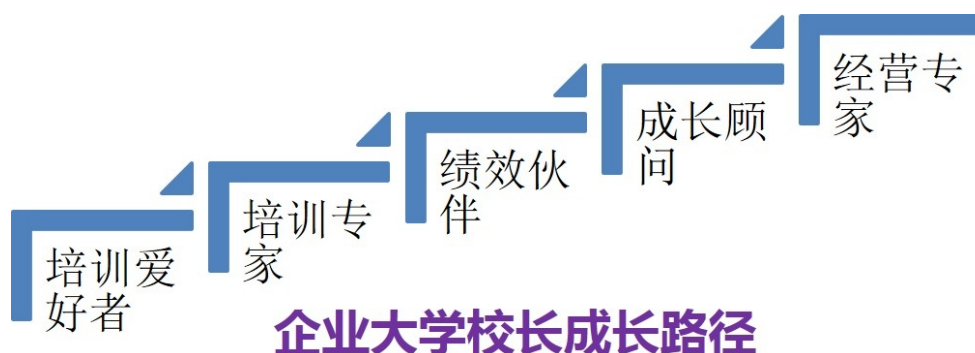 培训爱
好者
培训专
家
绩效伙
伴
成长顾
问
经营专
家
企业大学校长成长路径